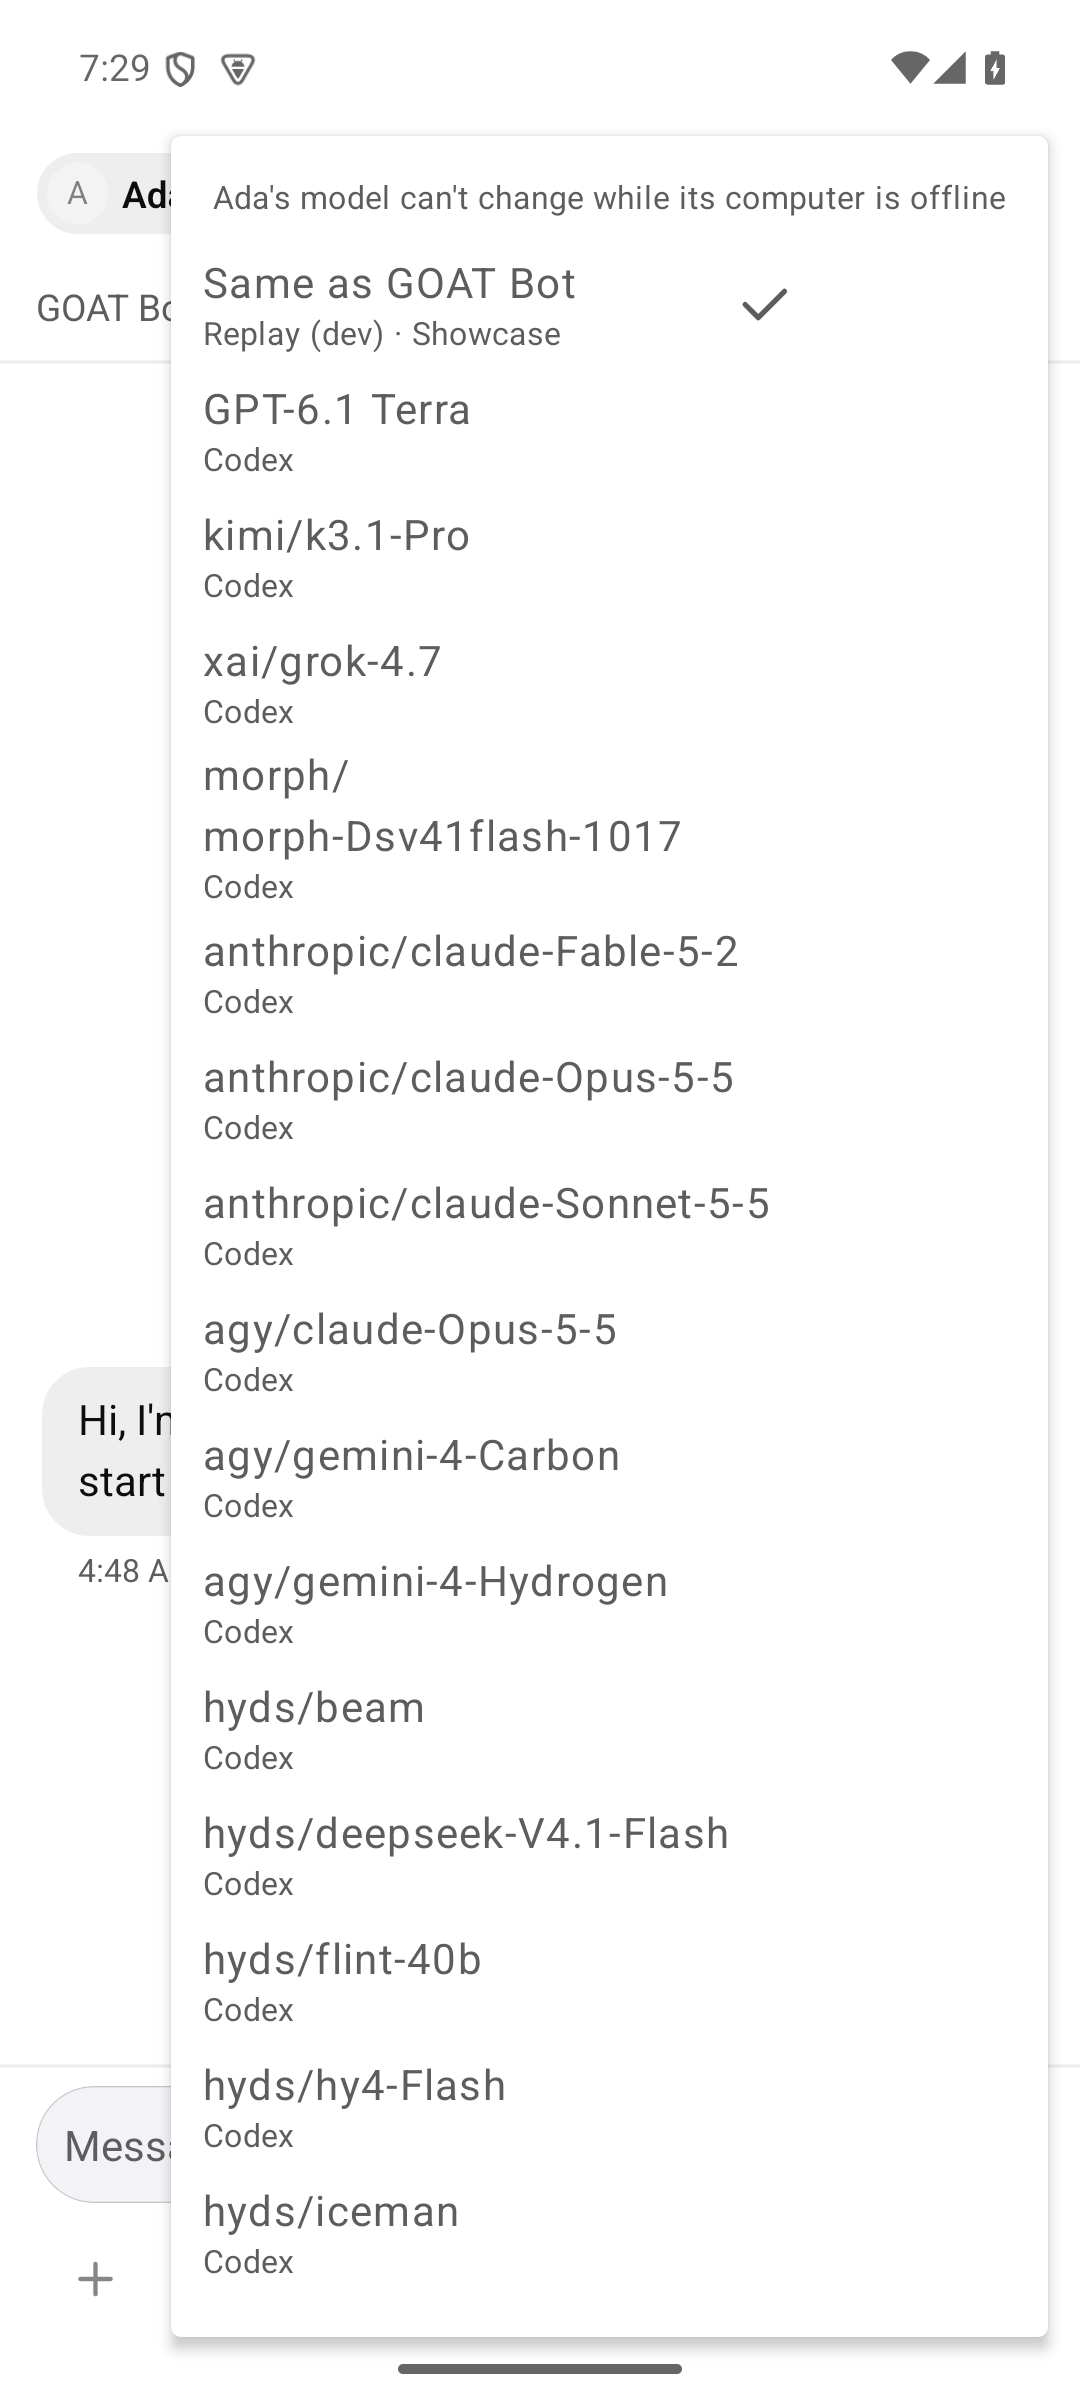 7:29
A Ada
Ada's model can't change while its computer is offline
GOAT Bo
Same as GOAT Bot
Replay (dev) · Showcase
GPT-6.1 Terra
Codex
kimi/k3.1-Pro
Codex
xai/grok-4.7
Codex
morph/
morph-Dsv41flash-1017
Codex
anthropic/claude-Fable-5-2
Codex
anthropic/claude-Opus-5-5
Codex
anthropic/claude-Sonnet-5-5
Codex
agy/claude-Opus-5-5
Codex
Hi, I'm
start
agy/gemini-4-Carbon
Codex
4:48 A
agy/gemini-4-Hydrogen
Codex
hyds/beam
Codex
hyds/deepseek-V4.1-Flash
Codex
hyds/flint-40b
Codex
hyds/hy4-Flash
Codex
Messa
hyds/iceman
Codex